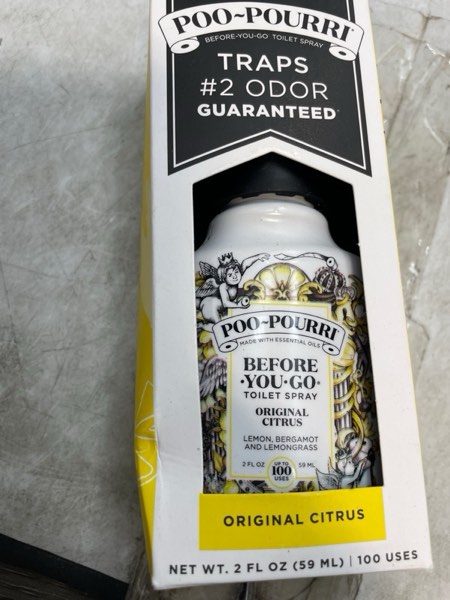 POO~POURRI®
BEFORE-YOU-GO® TOILET SPRAY
TRAPS
#2 ODOR
GUARANTEED
POO~POURRI
MADE WITH ESSENTIAL OILS
BEFORE
·YOU·GO®
TOILET SPRAY
ORIGINAL
CITRUS
LEMON, BERGAMOT
AND LEMONGRASS
2 FL OZ UP TO 100 USES 59 ML
ORIGINAL CITRUS
NET WT. 2 FL OZ (59 ML) | 100 USES